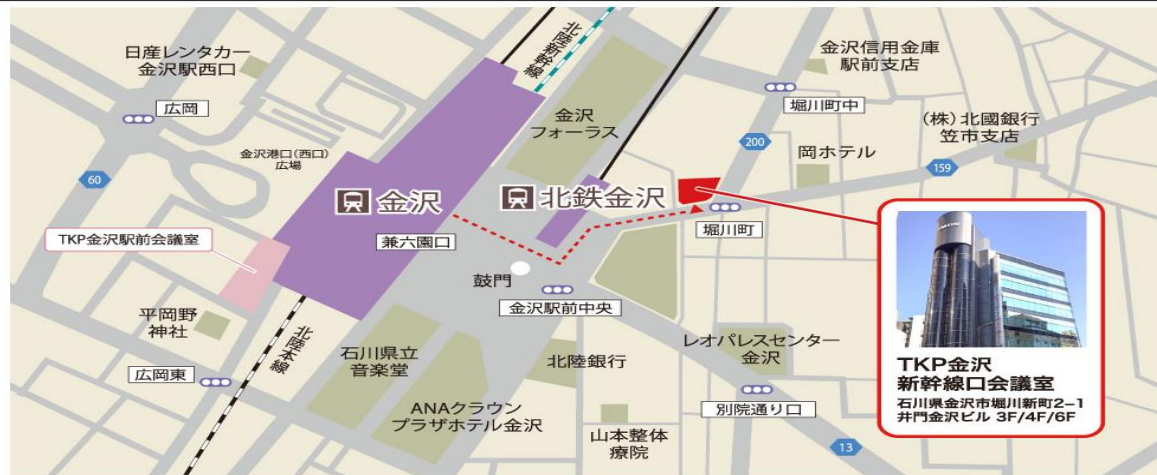 日産レンタカー
金沢駅西口
広岡
60
金沢港口(西口)
広場
北陸新幹線
金沢
フォーラス
金沢信用金庫
駅前支店
堀川町中
200
岡ホテル
(株)北國銀行
笠市支店
159
金沢
北鉄金沢
堀川町
兼六園口
TKP金沢駅前会議室
鼓門
金沢駅前中央
平岡野
神社
北陸本線
広岡東
石川県立
音楽堂
北陸銀行
レオパレスセンター
金沢
ANAクラウン
プラザホテル金沢
山本整体
療院
別院通り口
13
TKP金沢
新幹線口会議室
石川県金沢市堀川新町2-1
井門金沢ビル 3F/4F/6F